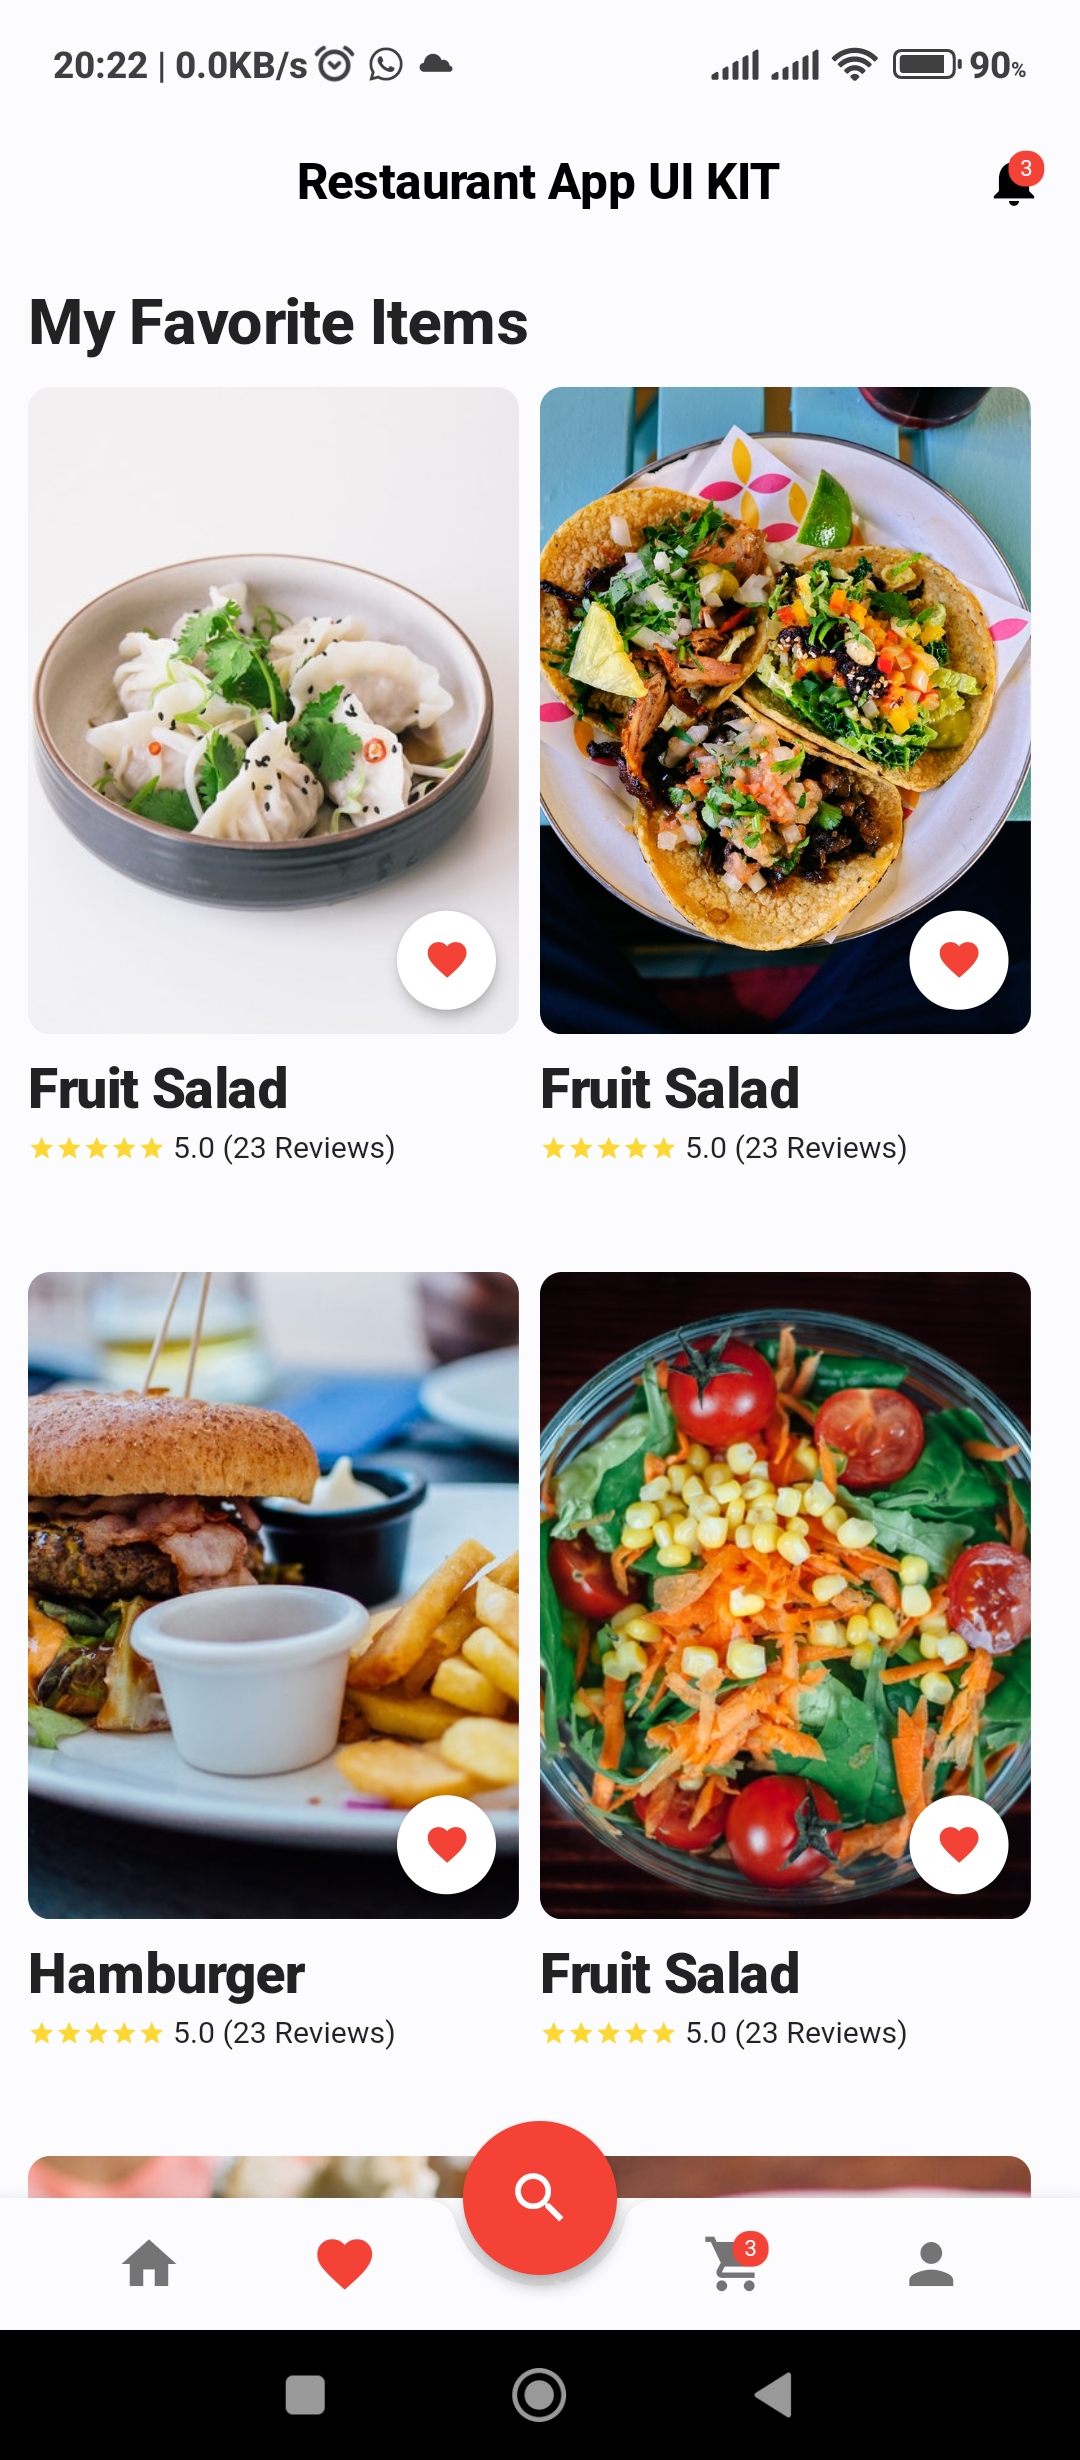 20:22 | 0.0KB/s 90%
Restaurant App UI KIT 3
My Favorite Items
Fruit Salad Fruit Salad
5.0 (23 Reviews) 5.0 (23 Reviews)
Hamburger Fruit Salad
5.0 (23 Reviews) 5.0 (23 Reviews)
3